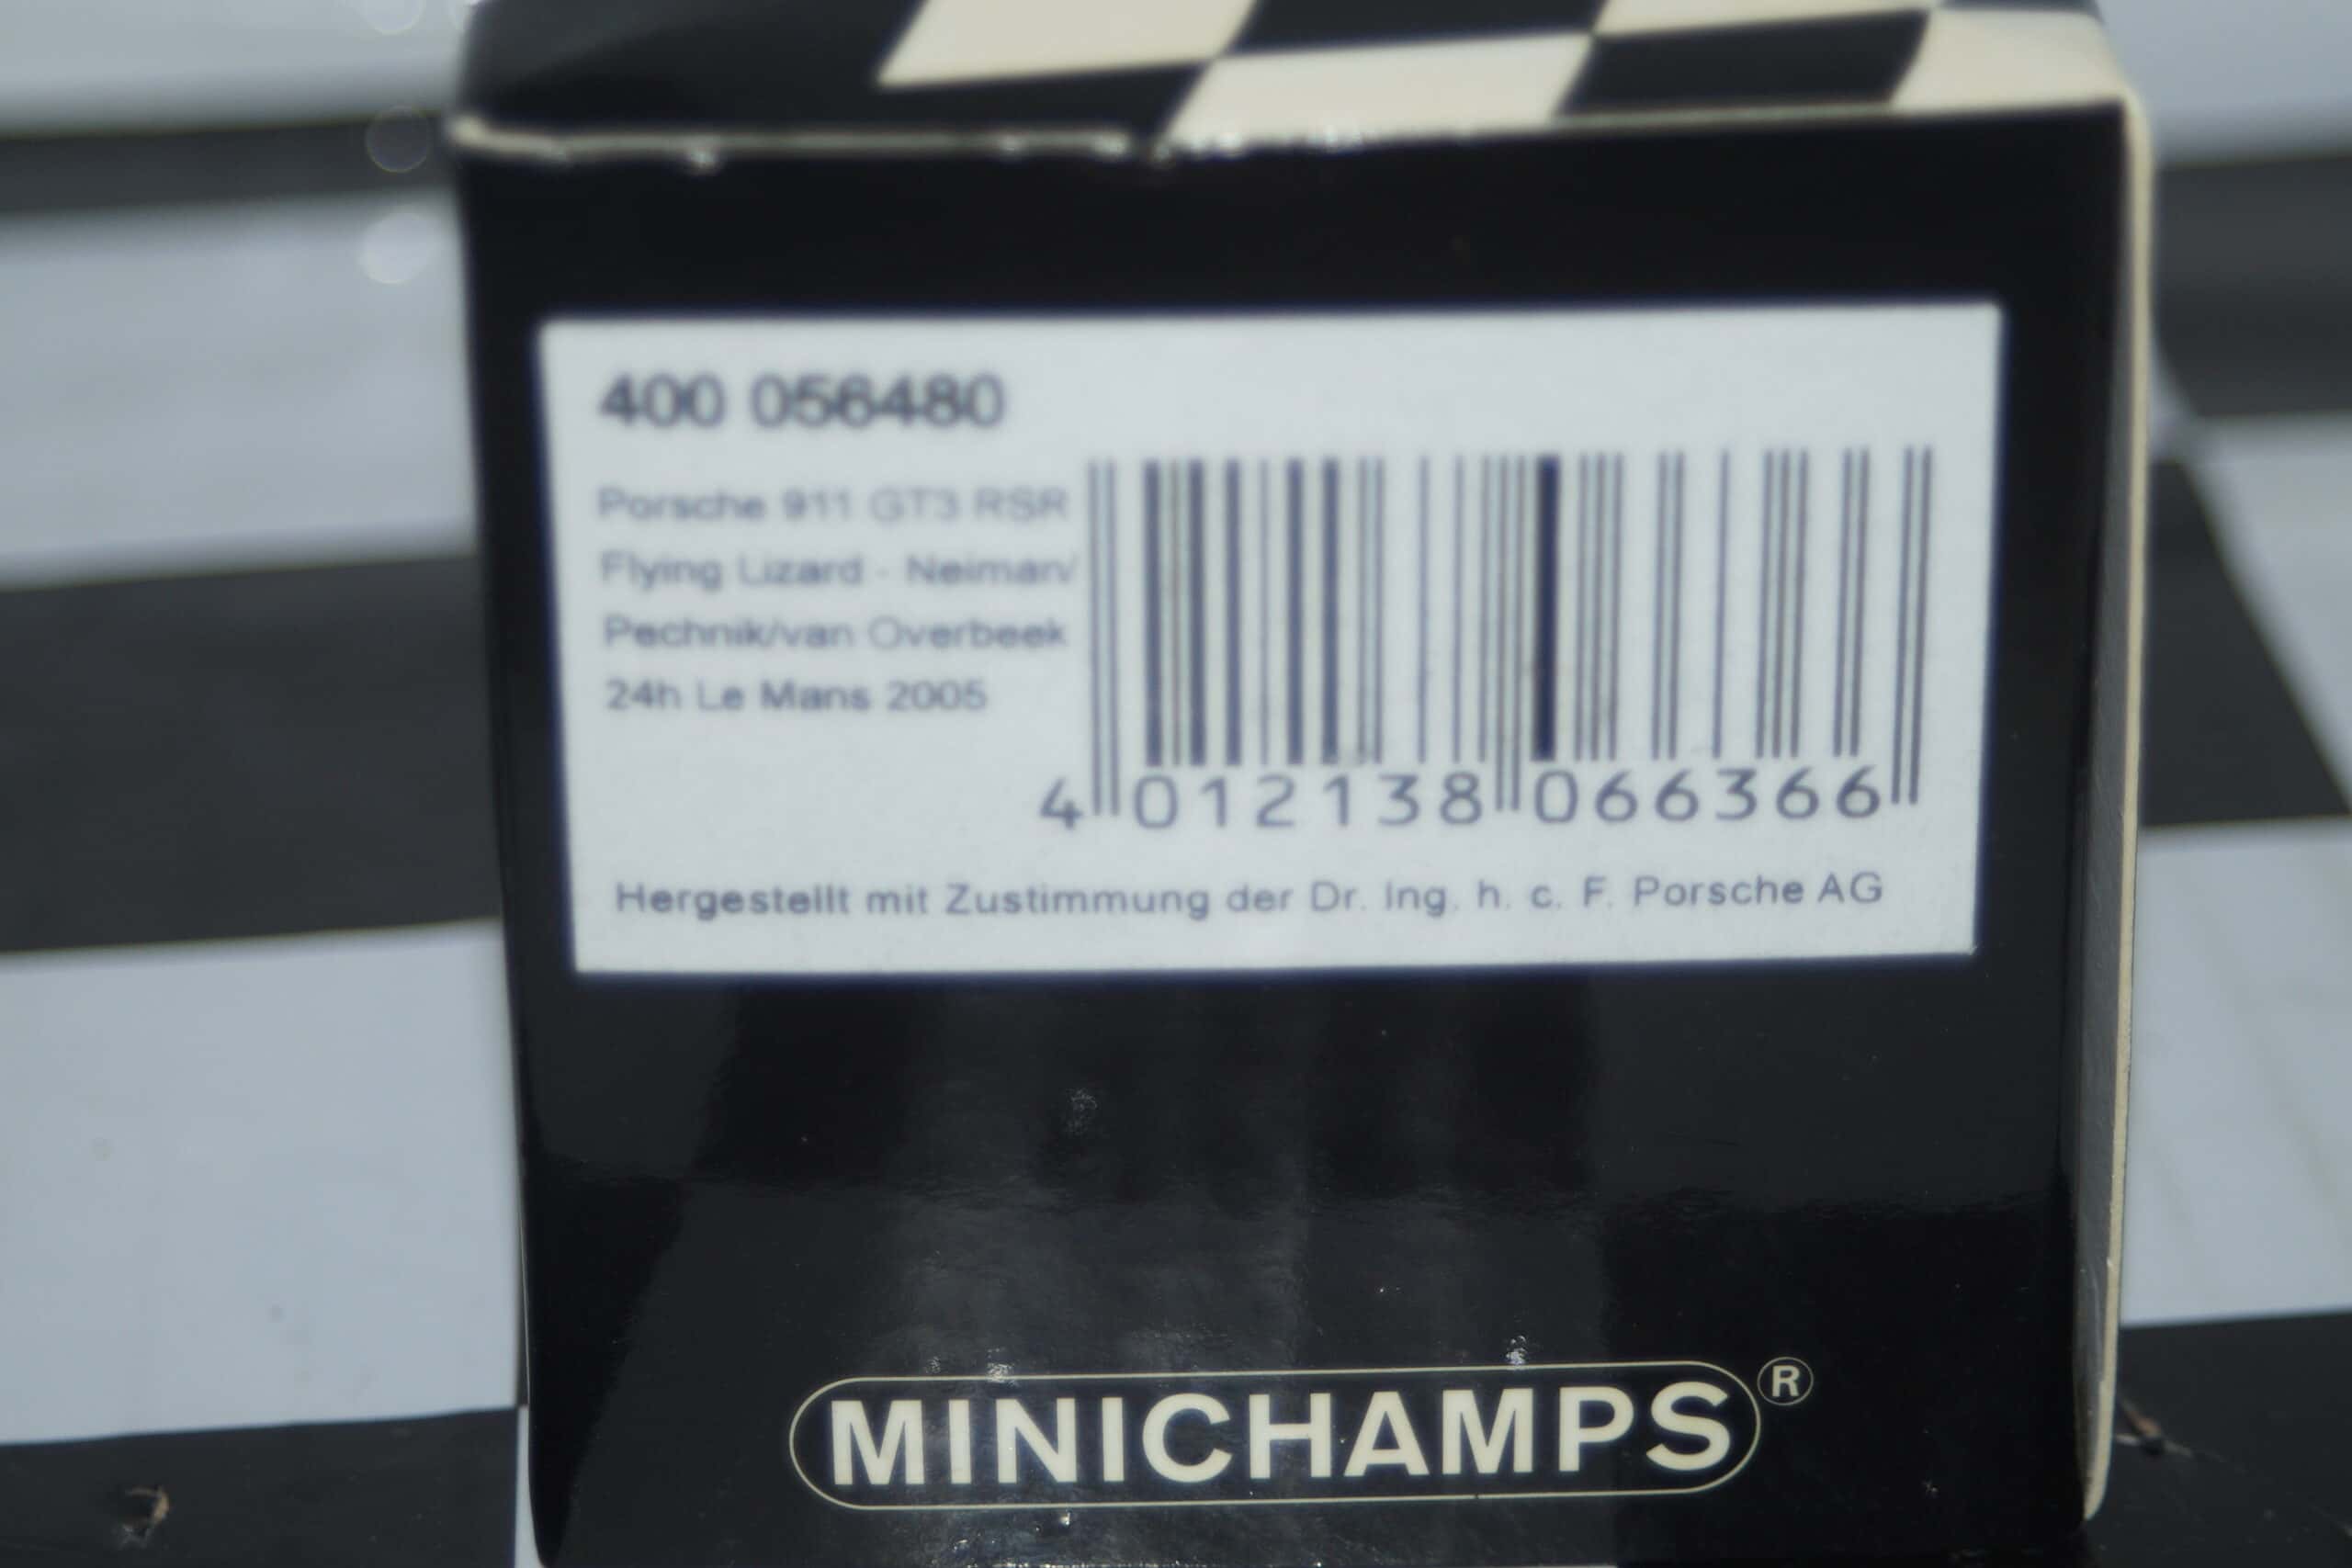 400 056480
Porsche 911 GT3 RSR
Flying Lizard - Neiman/
Pechnik/van Overbeek
24h Le Mans 2005
4 012138 066366
Hergestellt mit Zustimmung der Dr. Ing. h. c. F. Porsche AG
MINICHAMPS®